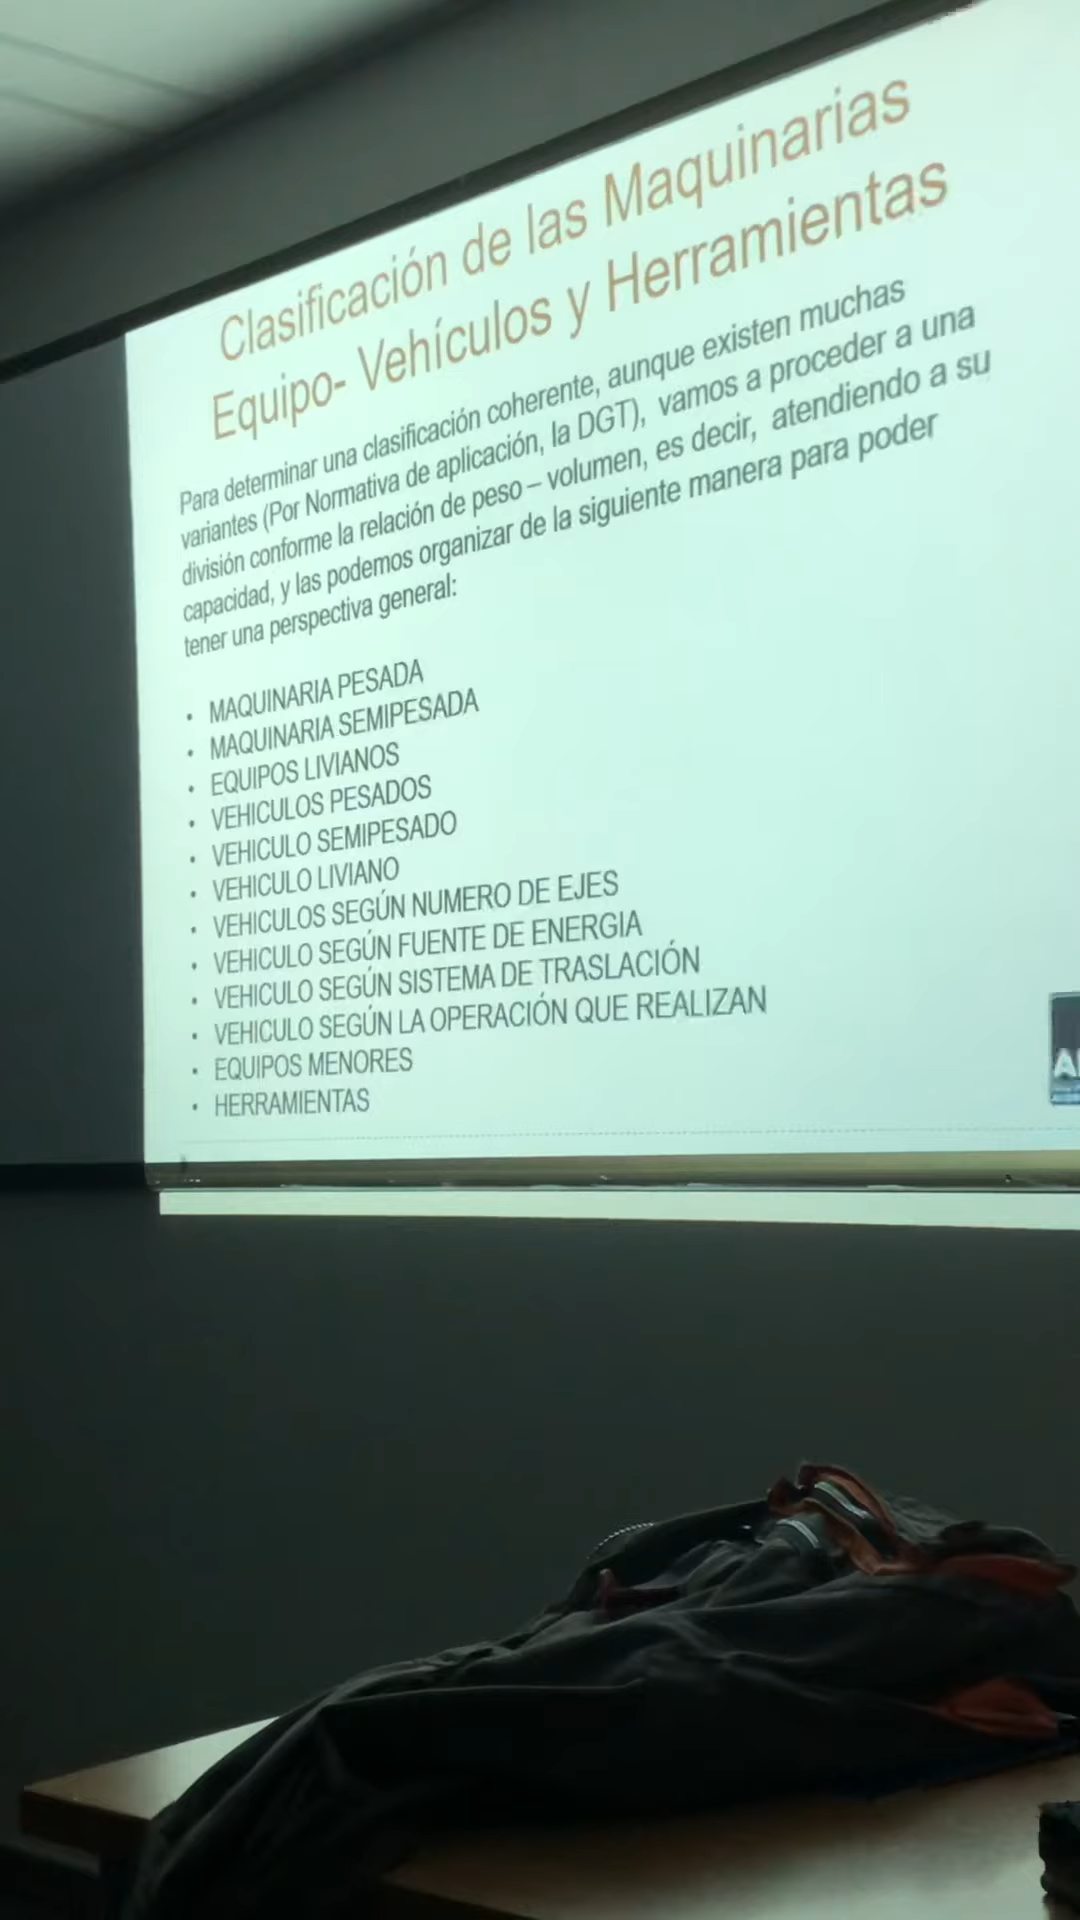 Clasificación de las Maquinarias
Equipo- Vehículos y Herramientas
Para determinar una clasificación coherente, aunque existen muchas
variantes (Por Normativa de aplicación, la DGT), vamos a proceder a una
división conforme la relación de peso – volumen, es decir, atendiendo a su
capacidad, y las podemos organizar de la siguiente manera para poder
tener una perspectiva general:
• MAQUINARIA PESADA
• MAQUINARIA SEMIPESADA
• EQUIPOS LIVIANOS
• VEHICULOS PESADOS
• VEHICULO SEMIPESADO
• VEHICULO LIVIANO
• VEHICULOS SEGÚN NUMERO DE EJES
• VEHICULO SEGÚN FUENTE DE ENERGIA
• VEHICULO SEGÚN SISTEMA DE TRASLACIÓN
• VEHICULO SEGÚN LA OPERACIÓN QUE REALIZAN
• EQUIPOS MENORES
• HERRAMIENTAS